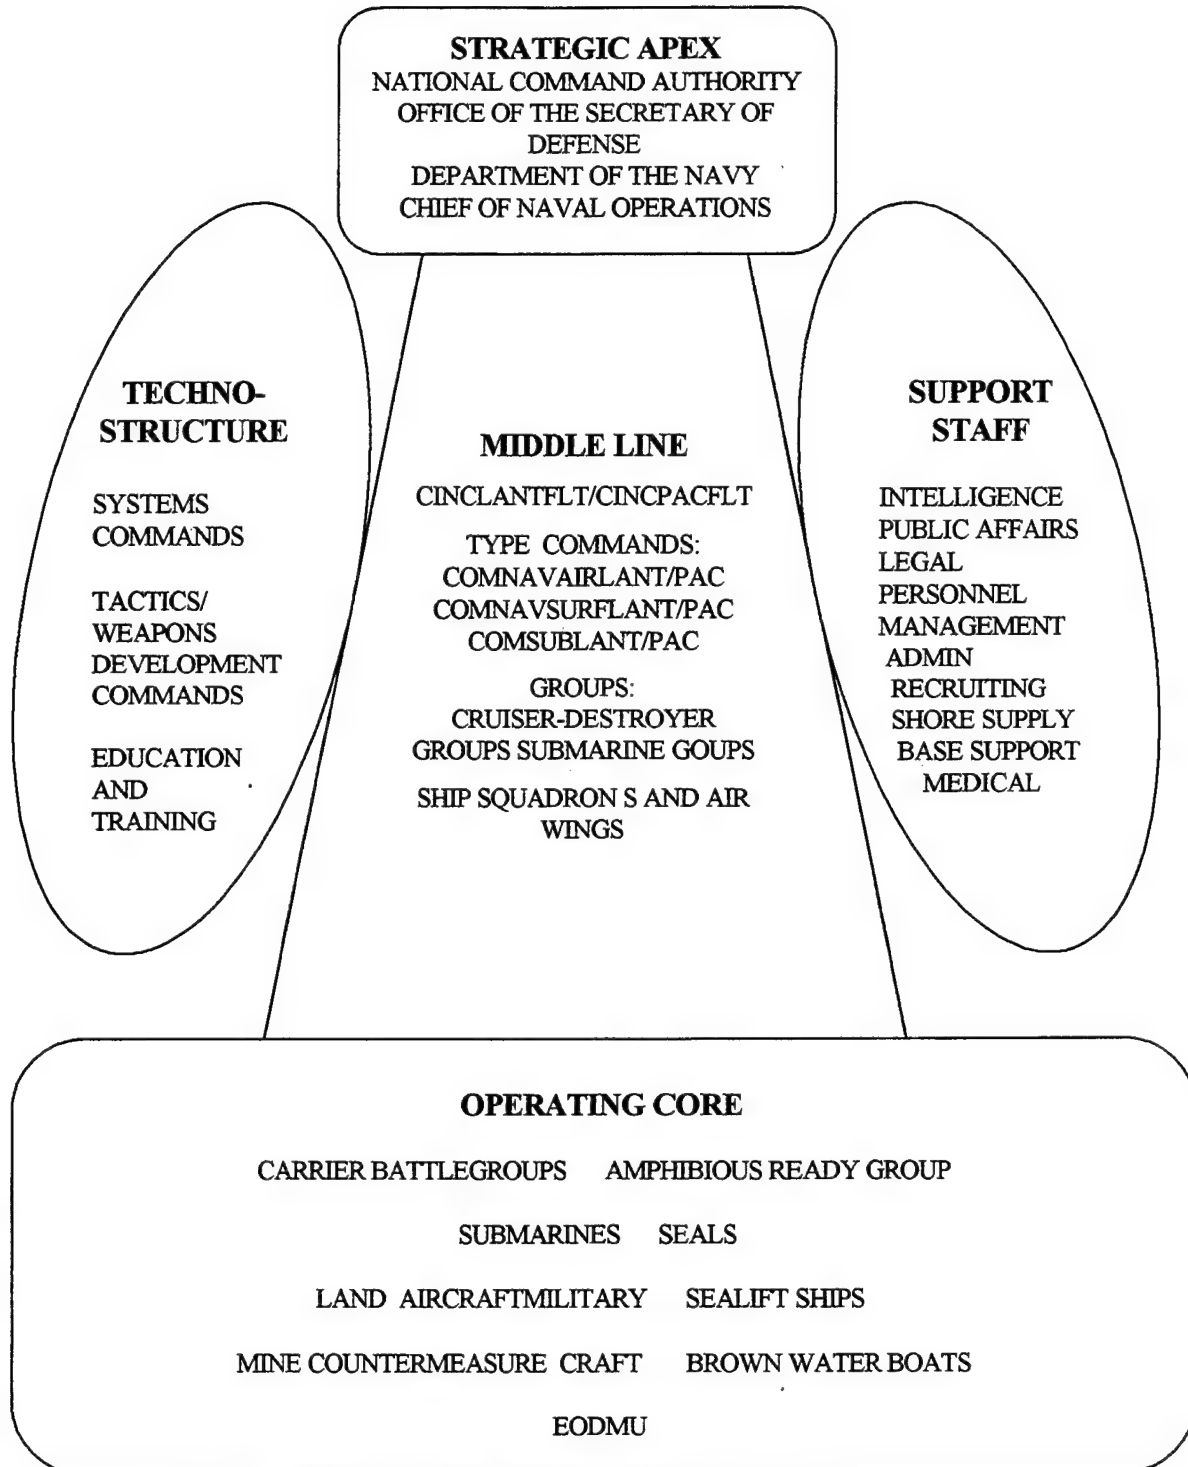 STRATEGIC APEX
NATIONAL COMMAND AUTHORITY
OFFICE OF THE SECRETARY OF
DEFENSE
DEPARTMENT OF THE NAVY
CHIEF OF NAVAL OPERATIONS
TECHNO-
STRUCTURE
SYSTEMS
COMMANDS
TACTICS/
WEAPONS
DEVELOPMENT
COMMANDS
EDUCATION
AND
TRAINING
MIDDLE LINE
CINCLANTFLT/CINCPACFLT
TYPE COMMANDS:
COMNAVAIRLANT/PAC
COMNAVSURFLANT/PAC
COMSUBLANT/PAC
GROUPS:
CRUISER-DESTROYER
GROUPS SUBMARINE GOUPS
SHIP SQUADRON S AND AIR
WINGS
SUPPORT
STAFF
INTELLIGENCE
PUBLIC AFFAIRS
LEGAL
PERSONNEL
MANAGEMENT
ADMIN
RECRUITING
SHORE SUPPLY
BASE SUPPORT
MEDICAL
OPERATING CORE
CARRIER BATTLEGROUPS AMPHIBIOUS READY GROUP
SUBMARINES SEALS
LAND AIRCRAFTMILITARY SEALIFT SHIPS
MINE COUNTERMEASURE CRAFT BROWN WATER BOATS
EODMU